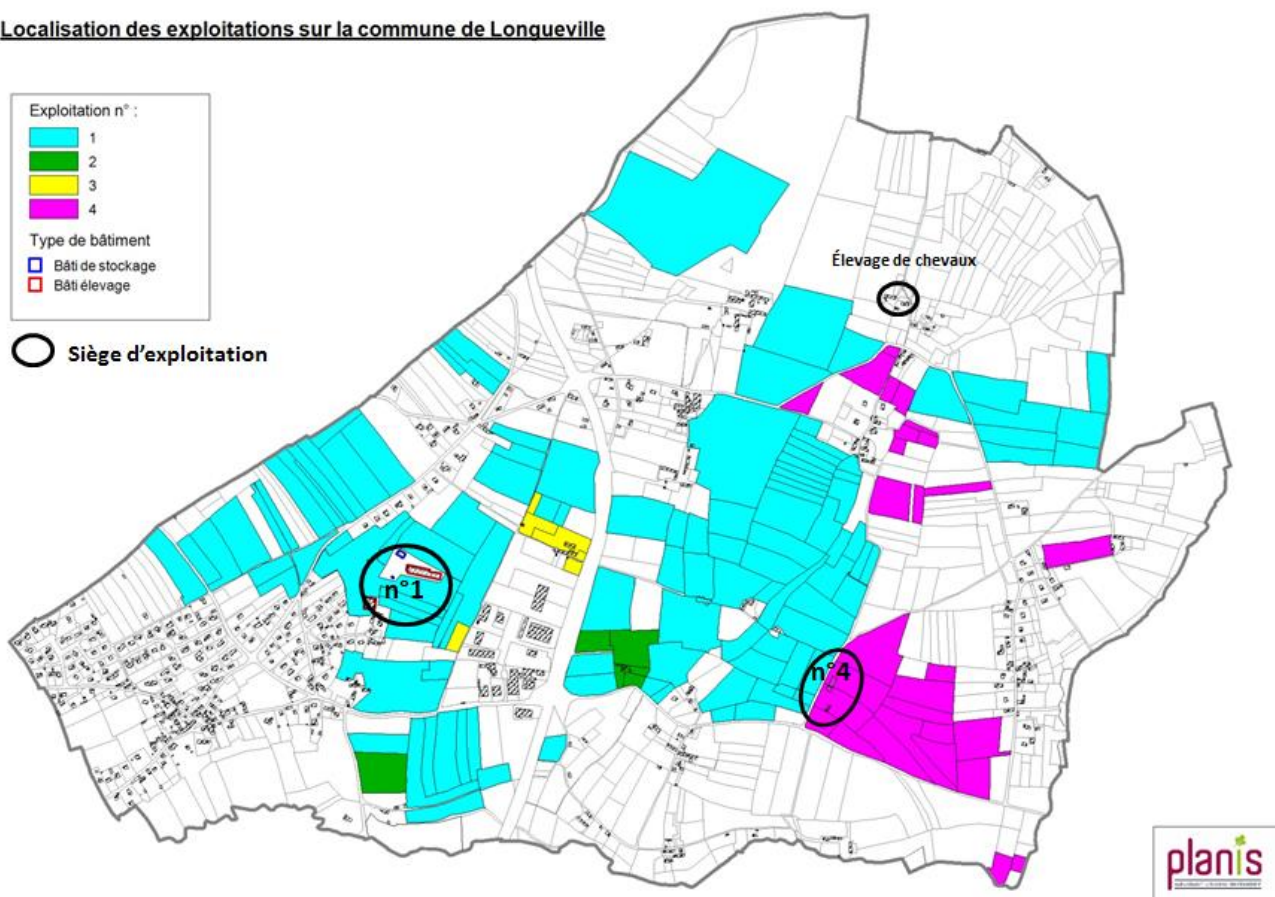 Localisation des exploitations sur la commune de Longueville
Exploitation n° :
1
2
3
4
Type de bâtiment
Bâti de stockage
Bâti élevage
Siège d'exploitation
Élevage de chevaux
n°1
n°4
planis